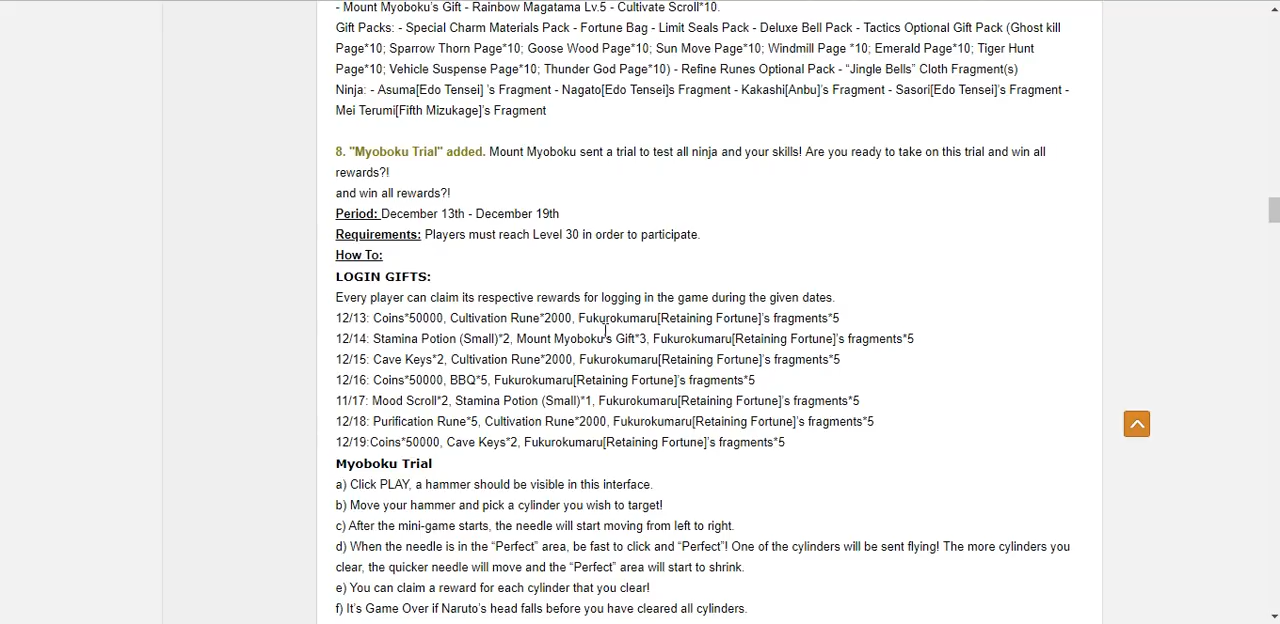 - Mount Myoboku's Gift - Rainbow Magatama Lv.5 - Cultivate Scroll*10.
Gift Packs: - Special Charm Materials Pack - Fortune Bag - Limit Seals Pack - Deluxe Bell Pack - Tactics Optional Gift Pack (Ghost kill
Page*10; Sparrow Thorn Page*10; Goose Wood Page*10; Sun Move Page*10; Windmill Page *10; Emerald Page*10; Tiger Hunt
Page*10; Vehicle Suspense Page*10; Thunder God Page*10) - Refine Runes Optional Pack - “Jingle Bells” Cloth Fragment(s)
Ninja: - Asuma[Edo Tensei] 's Fragment - Nagato[Edo Tensei]s Fragment - Kakashi[Anbu]'s Fragment - Sasori[Edo Tensei]'s Fragment -
Mei Terumi[Fifth Mizukage]'s Fragment
8. "Myoboku Trial" added. Mount Myoboku sent a trial to test all ninja and your skills! Are you ready to take on this trial and win all
rewards?!
and win all rewards?!
Period: December 13th - December 19th
Requirements: Players must reach Level 30 in order to participate.
How To:
LOGIN GIFTS:
Every player can claim its respective rewards for logging in the game during the given dates.
12/13: Coins*50000, Cultivation Rune*2000, Fukurokumaru[Retaining Fortune]'s fragments*5
12/14: Stamina Potion (Small)*2, Mount Myoboku's Gift*3, Fukurokumaru[Retaining Fortune]'s fragments*5
12/15: Cave Keys*2, Cultivation Rune*2000, Fukurokumaru[Retaining Fortune]'s fragments*5
12/16: Coins*50000, BBQ*5, Fukurokumaru[Retaining Fortune]'s fragments*5
11/17: Mood Scroll*2, Stamina Potion (Small)*1, Fukurokumaru[Retaining Fortune]'s fragments*5
12/18: Purification Rune*5, Cultivation Rune*2000, Fukurokumaru[Retaining Fortune]'s fragments*5
12/19:Coins*50000, Cave Keys*2, Fukurokumaru[Retaining Fortune]'s fragments*5
Myoboku Trial
a) Click PLAY, a hammer should be visible in this interface.
b) Move your hammer and pick a cylinder you wish to target!
c) After the mini-game starts, the needle will start moving from left to right.
d) When the needle is in the “Perfect” area, be fast to click and “Perfect”! One of the cylinders will be sent flying! The more cylinders you
clear, the quicker needle will move and the “Perfect” area will start to shrink.
e) You can claim a reward for each cylinder that you clear!
f) It's Game Over if Naruto's head falls before you have cleared all cylinders.